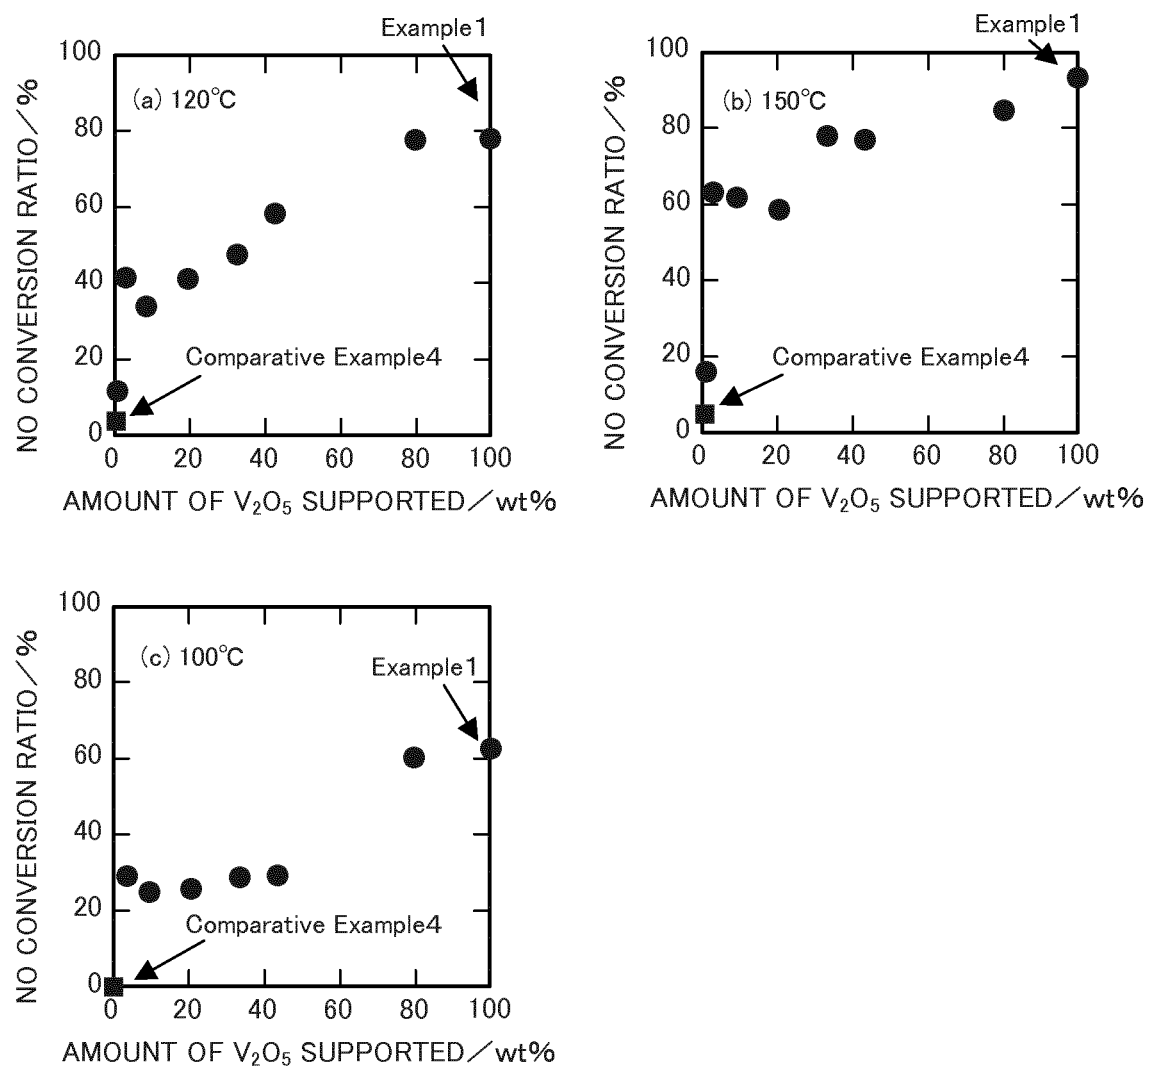 Example1
100
80
60
40
20
0
(a) 120℃
NO CONVERSION RATIO／%
Comparative Example4
0 20 40 60 80 100
AMOUNT OF V2O5 SUPPORTED／wt%
Example1
100
80
60
40
20
0
(b) 150℃
NO CONVERSION RATIO／%
Comparative Example4
0 20 40 60 80 100
AMOUNT OF V2O5 SUPPORTED／wt%
100
80
60
40
20
0
(c) 100℃
Example1
NO CONVERSION RATIO／%
Comparative Example4
0 20 40 60 80 100
AMOUNT OF V2O5 SUPPORTED／wt%